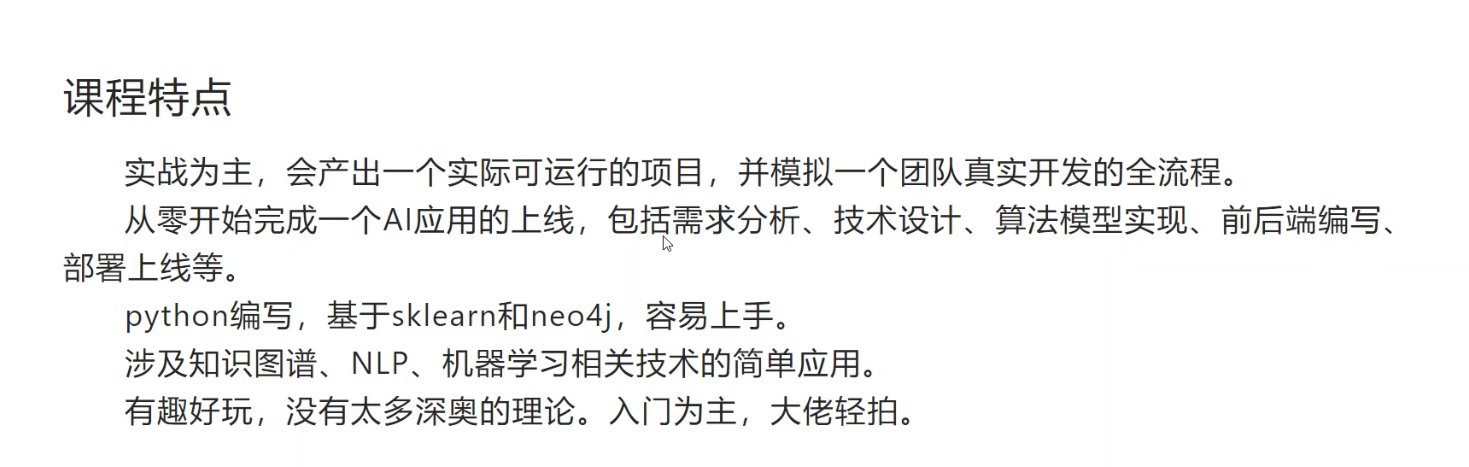 课程特点
实战为主，会产出一个实际可运行的项目，并模拟一个团队真实开发的全流程。
从零开始完成一个AI应用的上线，包括需求分析、技术设计、算法模型实现、前后端编写、
部署上线等。
python编写，基于sklearn和neo4j，容易上手。
涉及知识图谱、NLP、机器学习相关技术的简单应用。
有趣好玩，没有太多深奥的理论。入门为主，大佬轻拍。